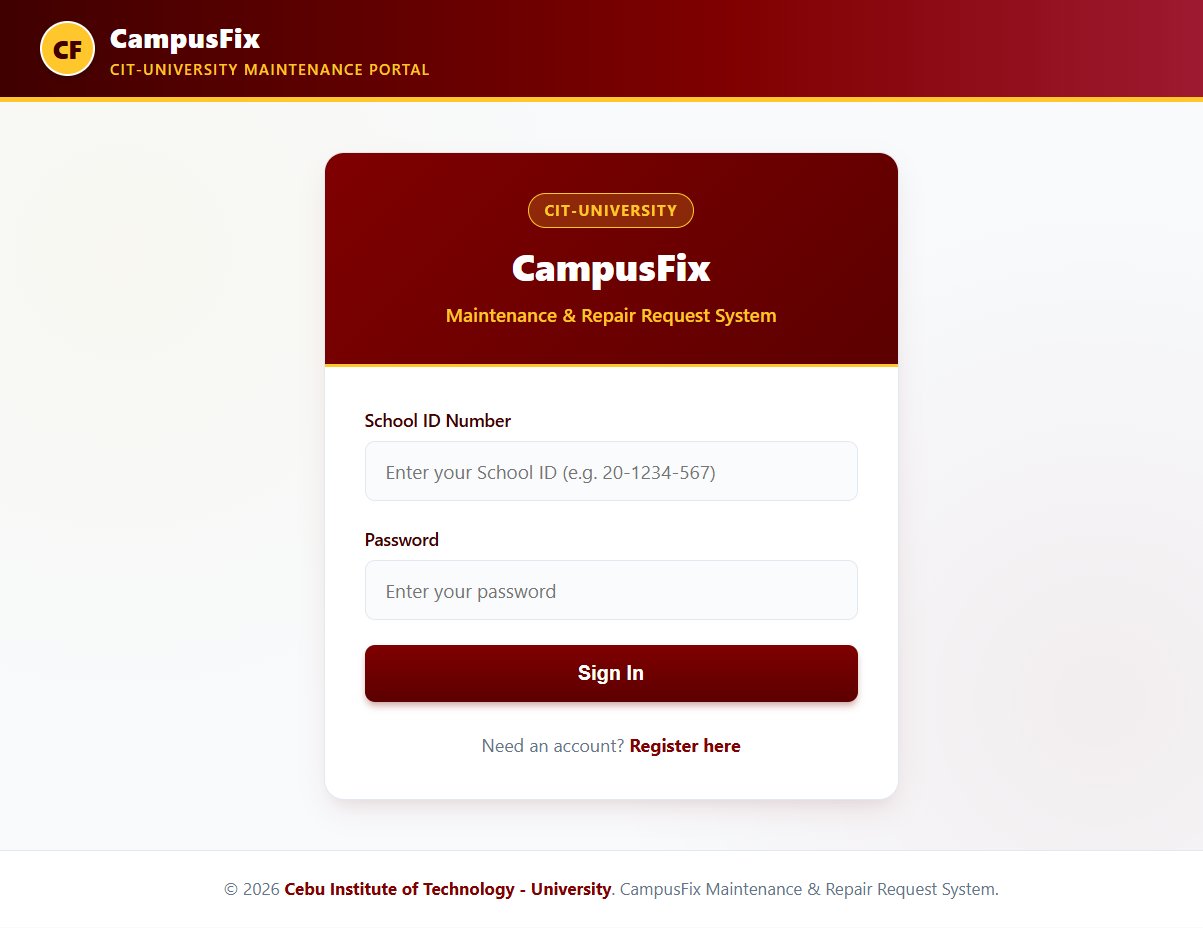 CF
CampusFix
CIT-UNIVERSITY MAINTENANCE PORTAL
CIT-UNIVERSITY
CampusFix
Maintenance & Repair Request System
School ID Number
Enter your School ID (e.g. 20-1234-567)
Password
Enter your password
Sign In
Need an account? Register here
© 2026 Cebu Institute of Technology - University. CampusFix Maintenance & Repair Request System.